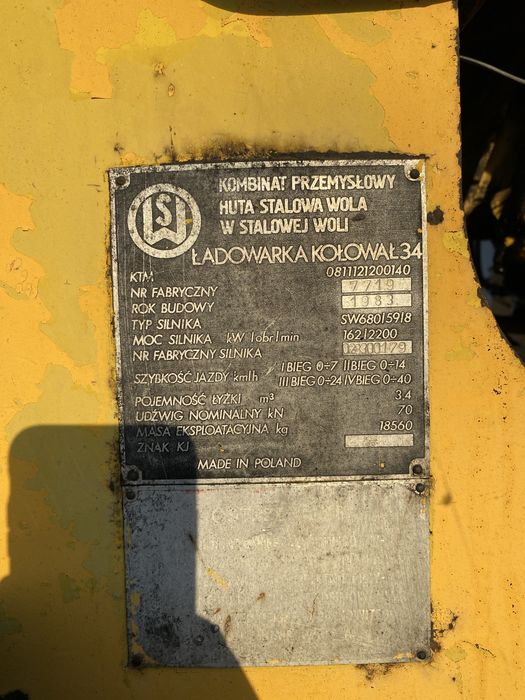 KOMBINAT PRZEMYSŁOWY
HUTA STALOWA WOLA
W STALOWEJ WOLI
ŁADOWARKA KOŁOWA Ł34
KTM 0811121200140
NR FABRYCZNY 7719
ROK BUDOWY 1983
TYP SILNIKA SW680/59/8
MOC SILNIKA kW/obr/min 162/2200
NR FABRYCZNY SILNIKA
SZYBKOŚĆ JAZDY km/h I BIEG 0÷7 II BIEG 0÷14
III BIEG 0÷24 IV BIEG 0÷40
POJEMNOŚĆ ŁYŻKI m³ 3,4
UDŹWIG NOMINALNY kN 70
MASA EKSPLOATACYJNA kg 18560
ZNAK KJ
MADE IN POLAND